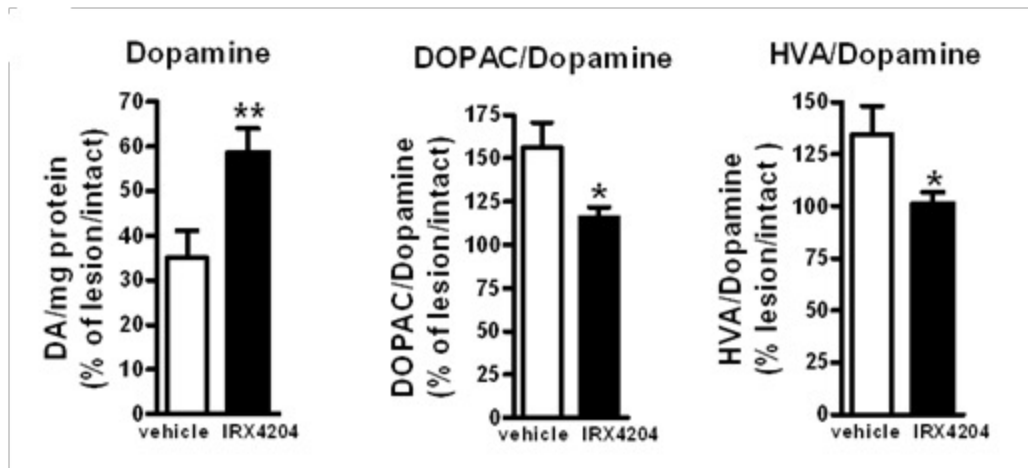 Dopamine
DA/mg protein
(% of lesion/intact)
70
60
50
40
30
20
10
0
**
vehicle IRX4204
DOPAC/Dopamine
DOPAC/Dopamine
(% of lesion/intact)
175
150
125
100
75
50
25
0
*
vehicle IRX4204
HVA/Dopamine
HVA/Dopamine
(% lesion/intact )
150
125
100
75
50
25
0
*
vehicle IRX4204